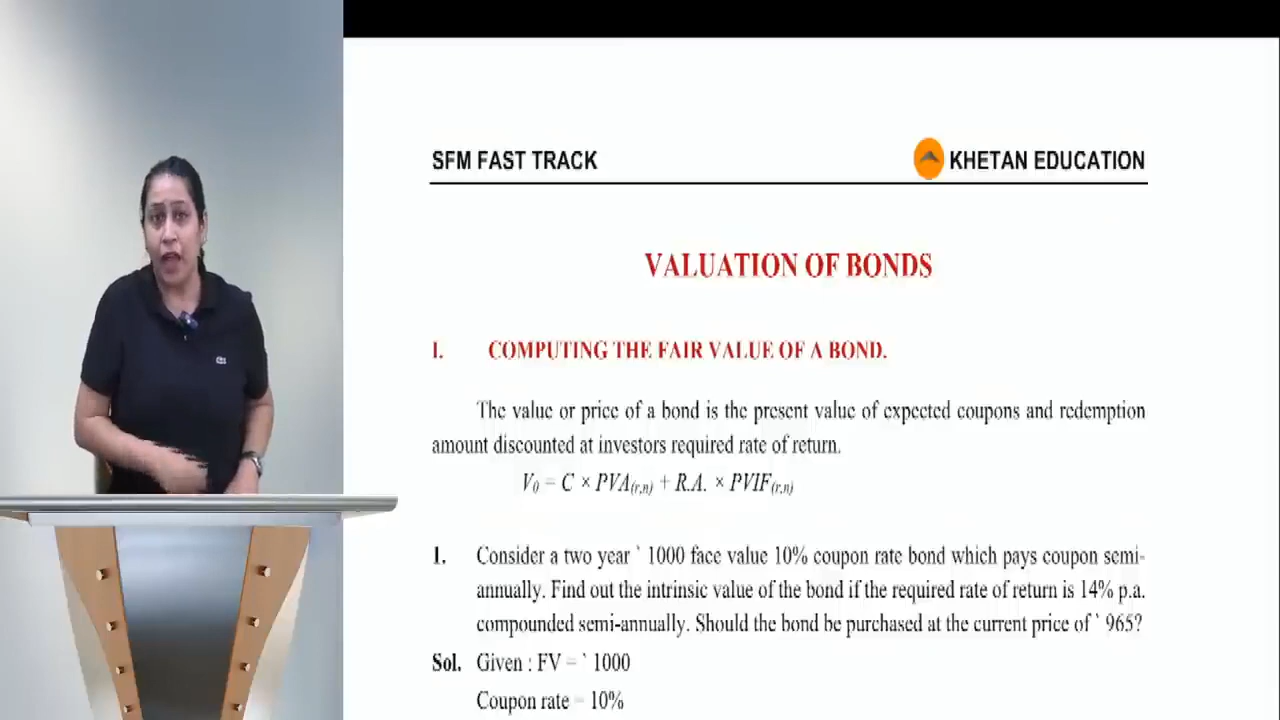 SFM FAST TRACK
KHETAN EDUCATION
VALUATION OF BONDS
I. COMPUTING THE FAIR VALUE OF A BOND.
The value or price of a bond is the present value of expected coupons and redemption
amount discounted at investors required rate of return.
V₀ = C × PVA(r,n) + R.A. × PVIF(r,n)
1. Consider a two year ` 1000 face value 10% coupon rate bond which pays coupon semi-
annually. Find out the intrinsic value of the bond if the required rate of return is 14% p.a.
compounded semi-annually. Should the bond be purchased at the current price of ` 965?
Sol. Given : FV = ` 1000
Coupon rate = 10%